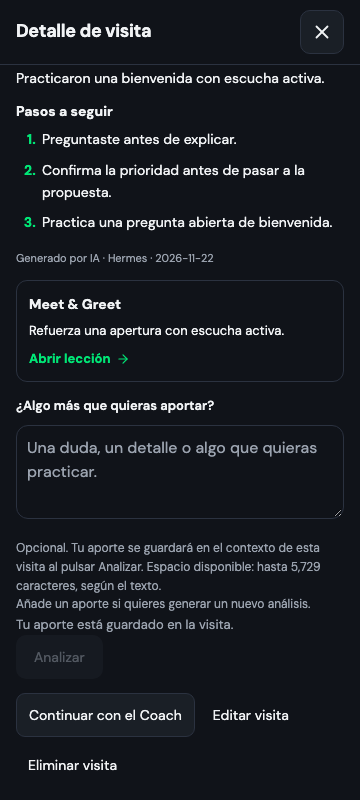 Detalle de visita
Practicaron una bienvenida con escucha activa.
Pasos a seguir
1. Preguntaste antes de explicar.
2. Confirma la prioridad antes de pasar a la
propuesta.
3. Practica una pregunta abierta de bienvenida.
Generado por IA · Hermes · 2026-11-22
Meet & Greet
Refuerza una apertura con escucha activa.
Abrir lección →
¿Algo más que quieras aportar?
Una duda, un detalle o algo que quieras
practicar.
Opcional. Tu aporte se guardará en el contexto de esta
visita al pulsar Analizar. Espacio disponible: hasta 5,729
caracteres, según el texto.
Añade un aporte si quieres generar un nuevo análisis.
Tu aporte está guardado en la visita.
Analizar
Continuar con el Coach
Editar visita
Eliminar visita